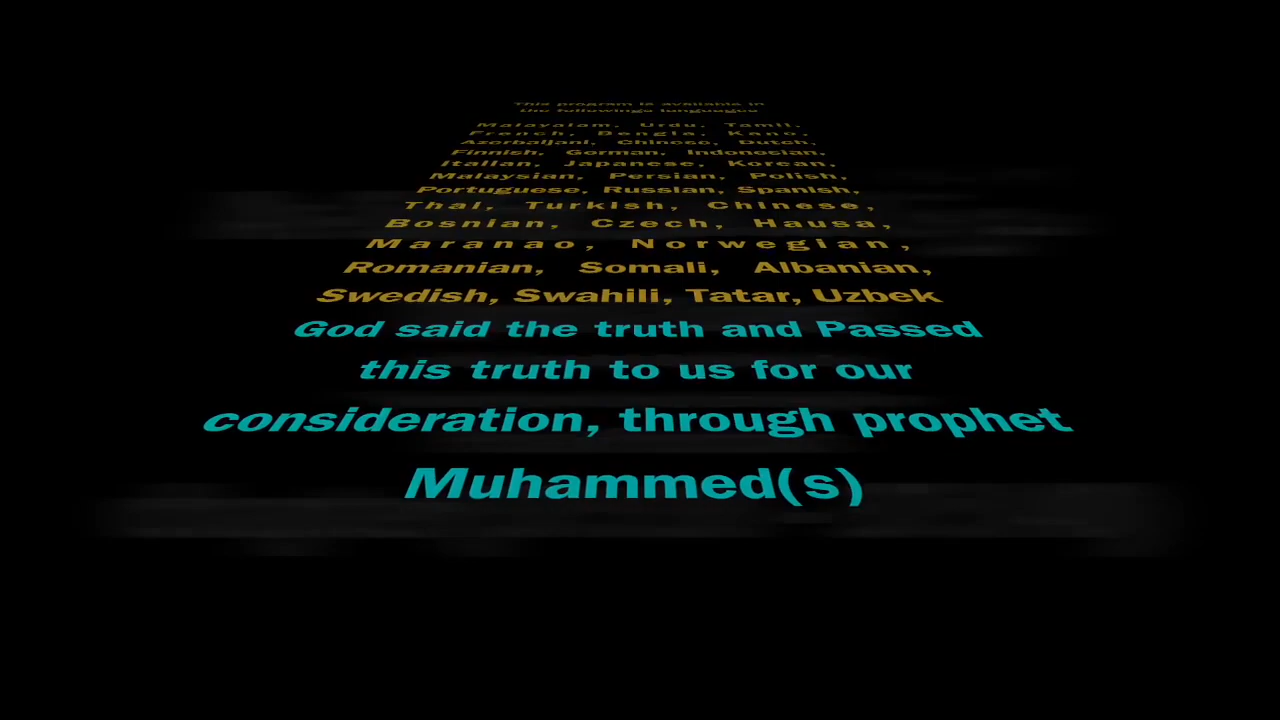 This program is available in
the followings languages
Malayalam, Urdu, Tamil,
French, Bangla, Kano,
Azerbaijani, Chinese, Dutch,
Finnish, German, Indonesian,
Italian, Japanese, Korean,
Malaysian, Persian, Polish,
Portuguese, Russian, Spanish,
Thai, Turkish, Chinese,
Bosnian, Czech, Hausa,
Maranao, Norwegian,
Romanian, Somali, Albanian,
Swedish, Swahili, Tatar, Uzbek
God said the truth and Passed
this truth to us for our
consideration, through prophet
Muhammed(s)